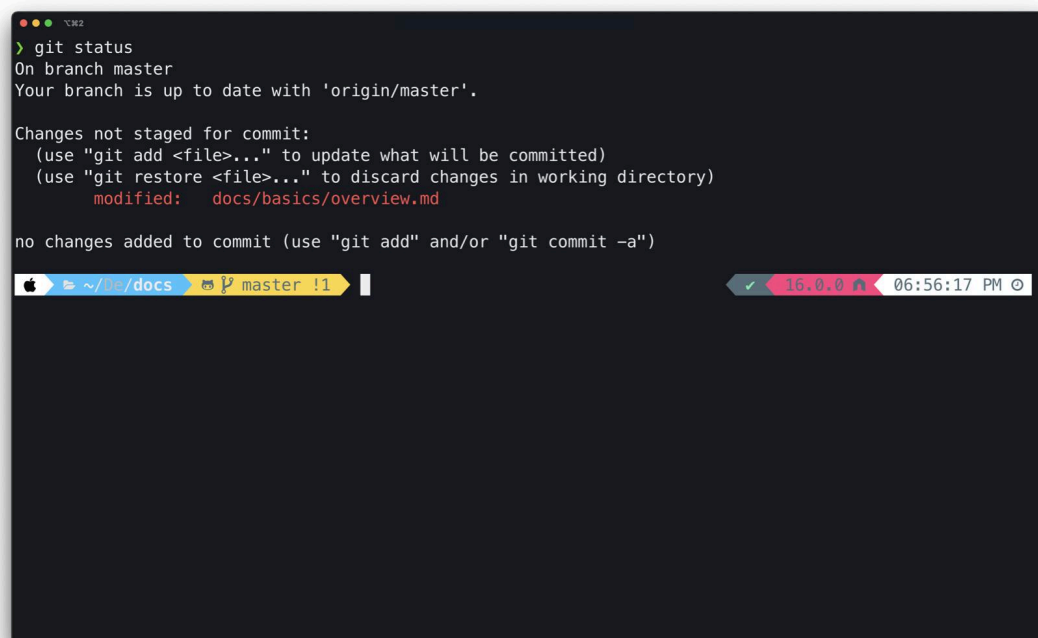 ⌥⌘2
❯ git status
On branch master
Your branch is up to date with 'origin/master'.
Changes not staged for commit:
(use "git add <file>..." to update what will be committed)
(use "git restore <file>..." to discard changes in working directory)
modified: docs/basics/overview.md
no changes added to commit (use "git add" and/or "git commit -a")
~/De/docs master !1 ✔ 16.0.0 06:56:17 PM